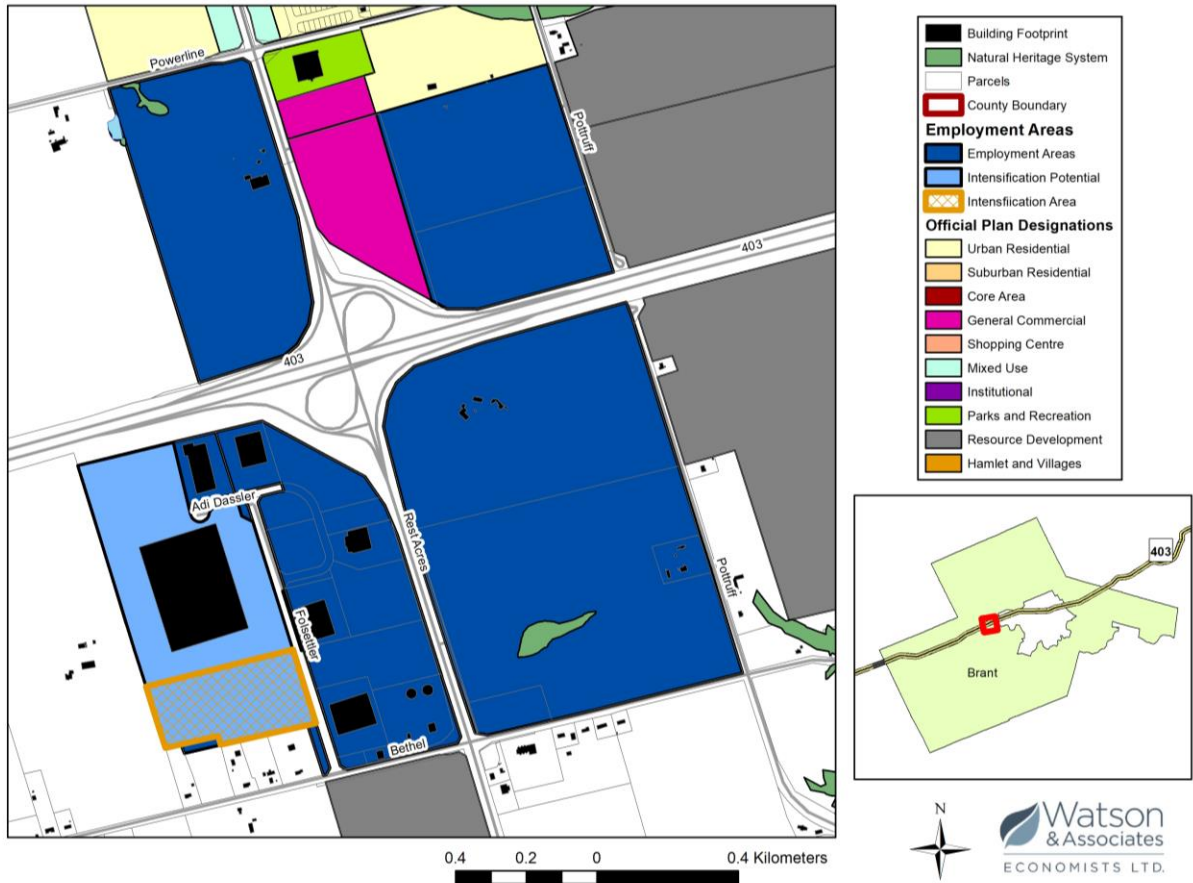 Powerline
Pottruff
403
403
Adi Dassler
Rest Acres
Folsettler
Pottruff
Bethel
0.4 0.2 0 0.4 Kilometers
Building Footprint
Natural Heritage System
Parcels
County Boundary
Employment Areas
Employment Areas
Intensification Potential
Intensfiication Area
Official Plan Designations
Urban Residential
Suburban Residential
Core Area
General Commercial
Shopping Centre
Mixed Use
Institutional
Parks and Recreation
Resource Development
Hamlet and Villages
403
Brant
N
Watson
& Associates
ECONOMISTS LTD.